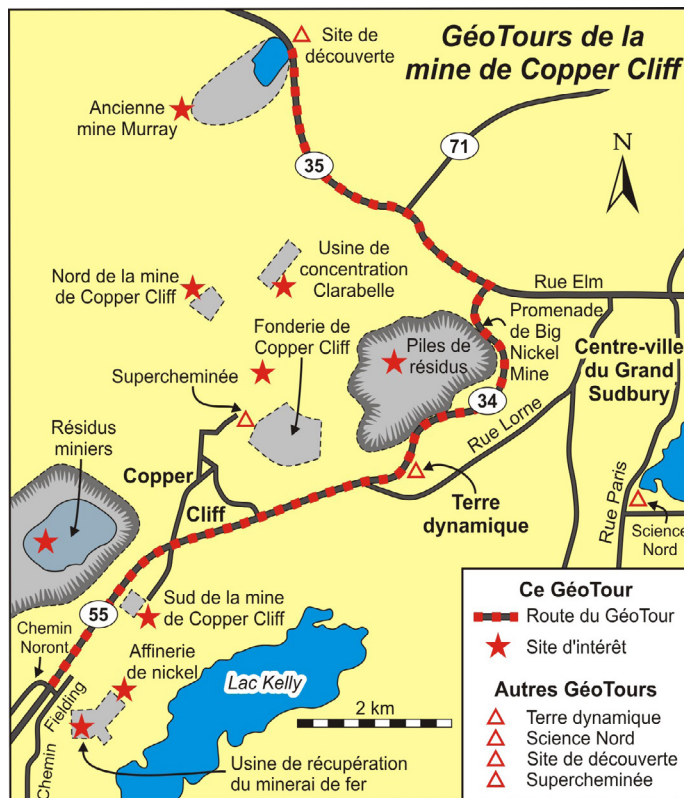 GéoTours de la
mine de Copper Cliff
Site de
découverte
Ancienne
mine Murray
71
35
N
Usine de
concentration
Clarabelle
Nord de la mine
de Copper Cliff
Rue Elm
Promenade
de Big
Nickel
Mine
Fonderie de
Copper Cliff
Piles de
résidus
Centre-ville
du Grand
Sudbury
Supercheminée
34
Rue Lorne
Résidus
miniers
Copper
Cliff
Terre
dynamique
Rue Paris
Science
Nord
55
Sud de la mine
de Copper Cliff
Chemin
Noront
Affinerie
de nickel
Lac Kelly
2 km
Chemin Fielding
Usine de récupération
du minerai de fer
Ce GéoTour
Route du GéoTour
Site d'intérêt
Autres GéoTours
Terre dynamique
Science Nord
Site de découverte
Supercheminée